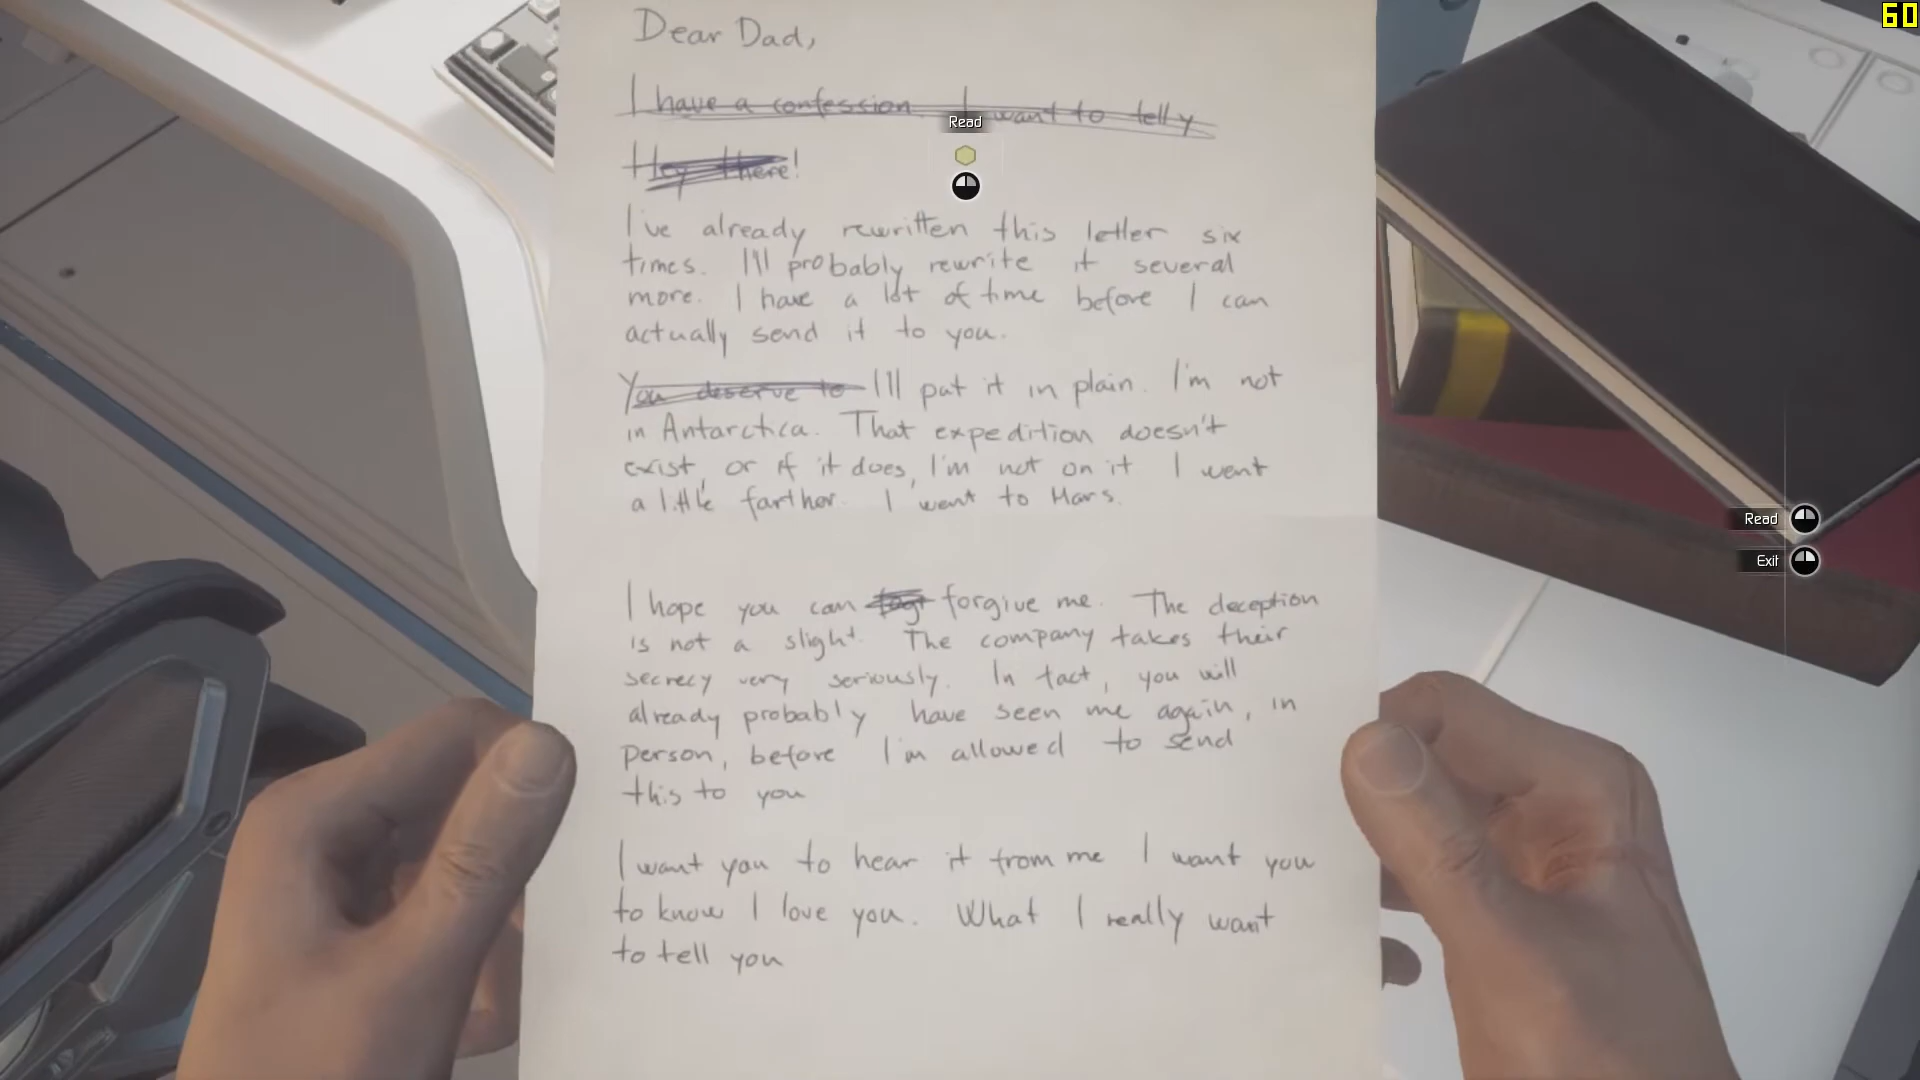 60
Dear Dad,
I have a confession. I want to tell y
Read
Hey there!
I've already rewritten this letter six
times. I'll probably rewrite it several
more. I have a lot of time before I can
actually send it to you.
You deserve to I'll put it in plain. I'm not
in Antarctica. That expedition doesn't
exist, or if it does, I'm not on it I went
a little farther. I went to Mars.
Read
Exit
I hope you can forgive me. The deception
is not a slight. The company takes their
secrecy very seriously. In fact, you will
already probably have seen me again, in
person, before I'm allowed to send
this to you
I want you to hear it from me I want you
to know I love you. What I really want
to tell you